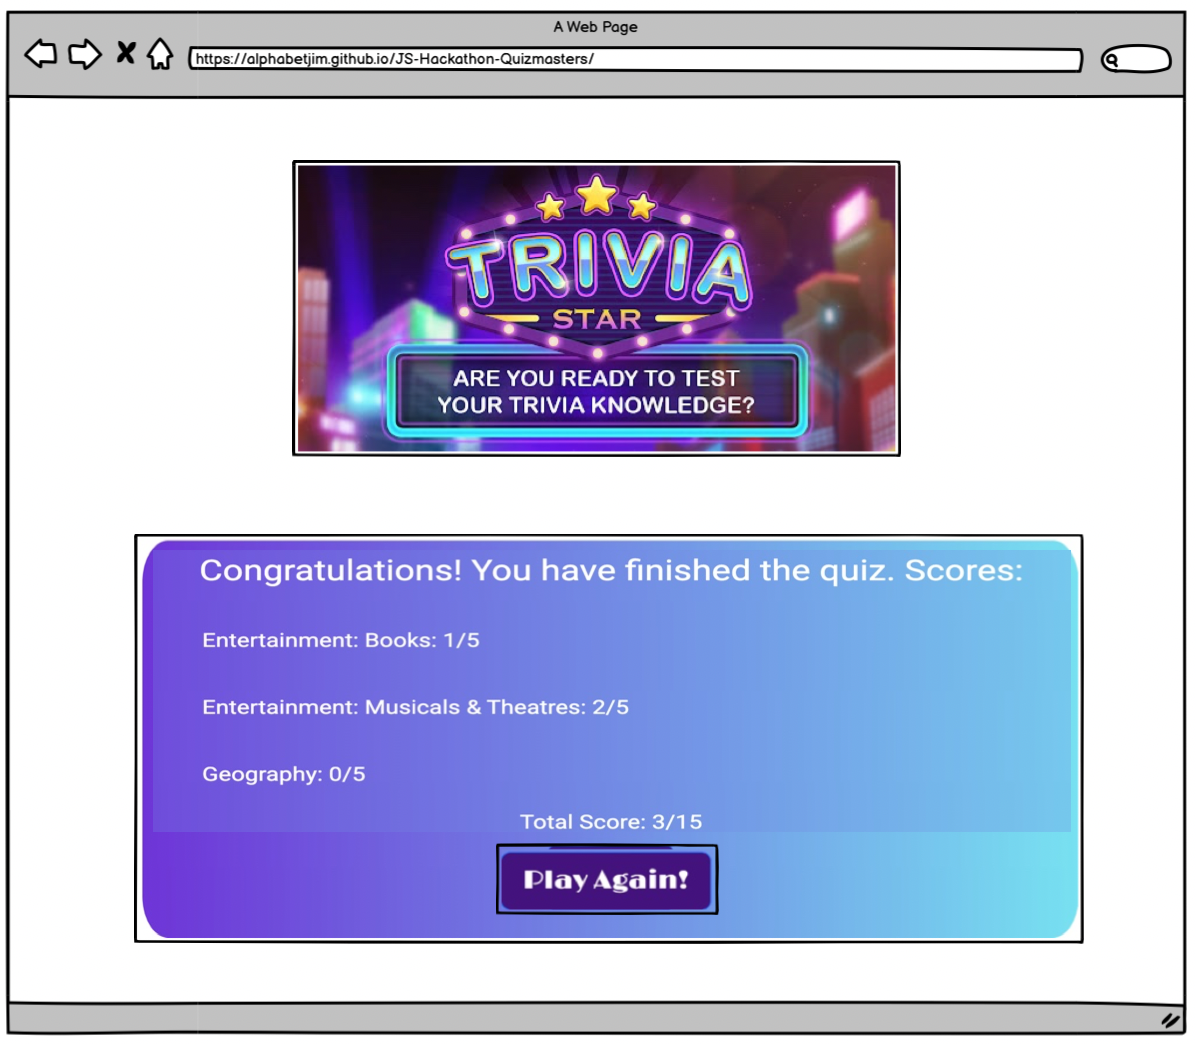 A Web Page
https://alphabetjim.github.io/JS-Hackathon-Quizmasters/
TRIVIA
STAR
ARE YOU READY TO TEST
YOUR TRIVIA KNOWLEDGE?
Congratulations! You have finished the quiz. Scores:
Entertainment: Books: 1/5
Entertainment: Musicals & Theatres: 2/5
Geography: 0/5
Total Score: 3/15
Play Again!